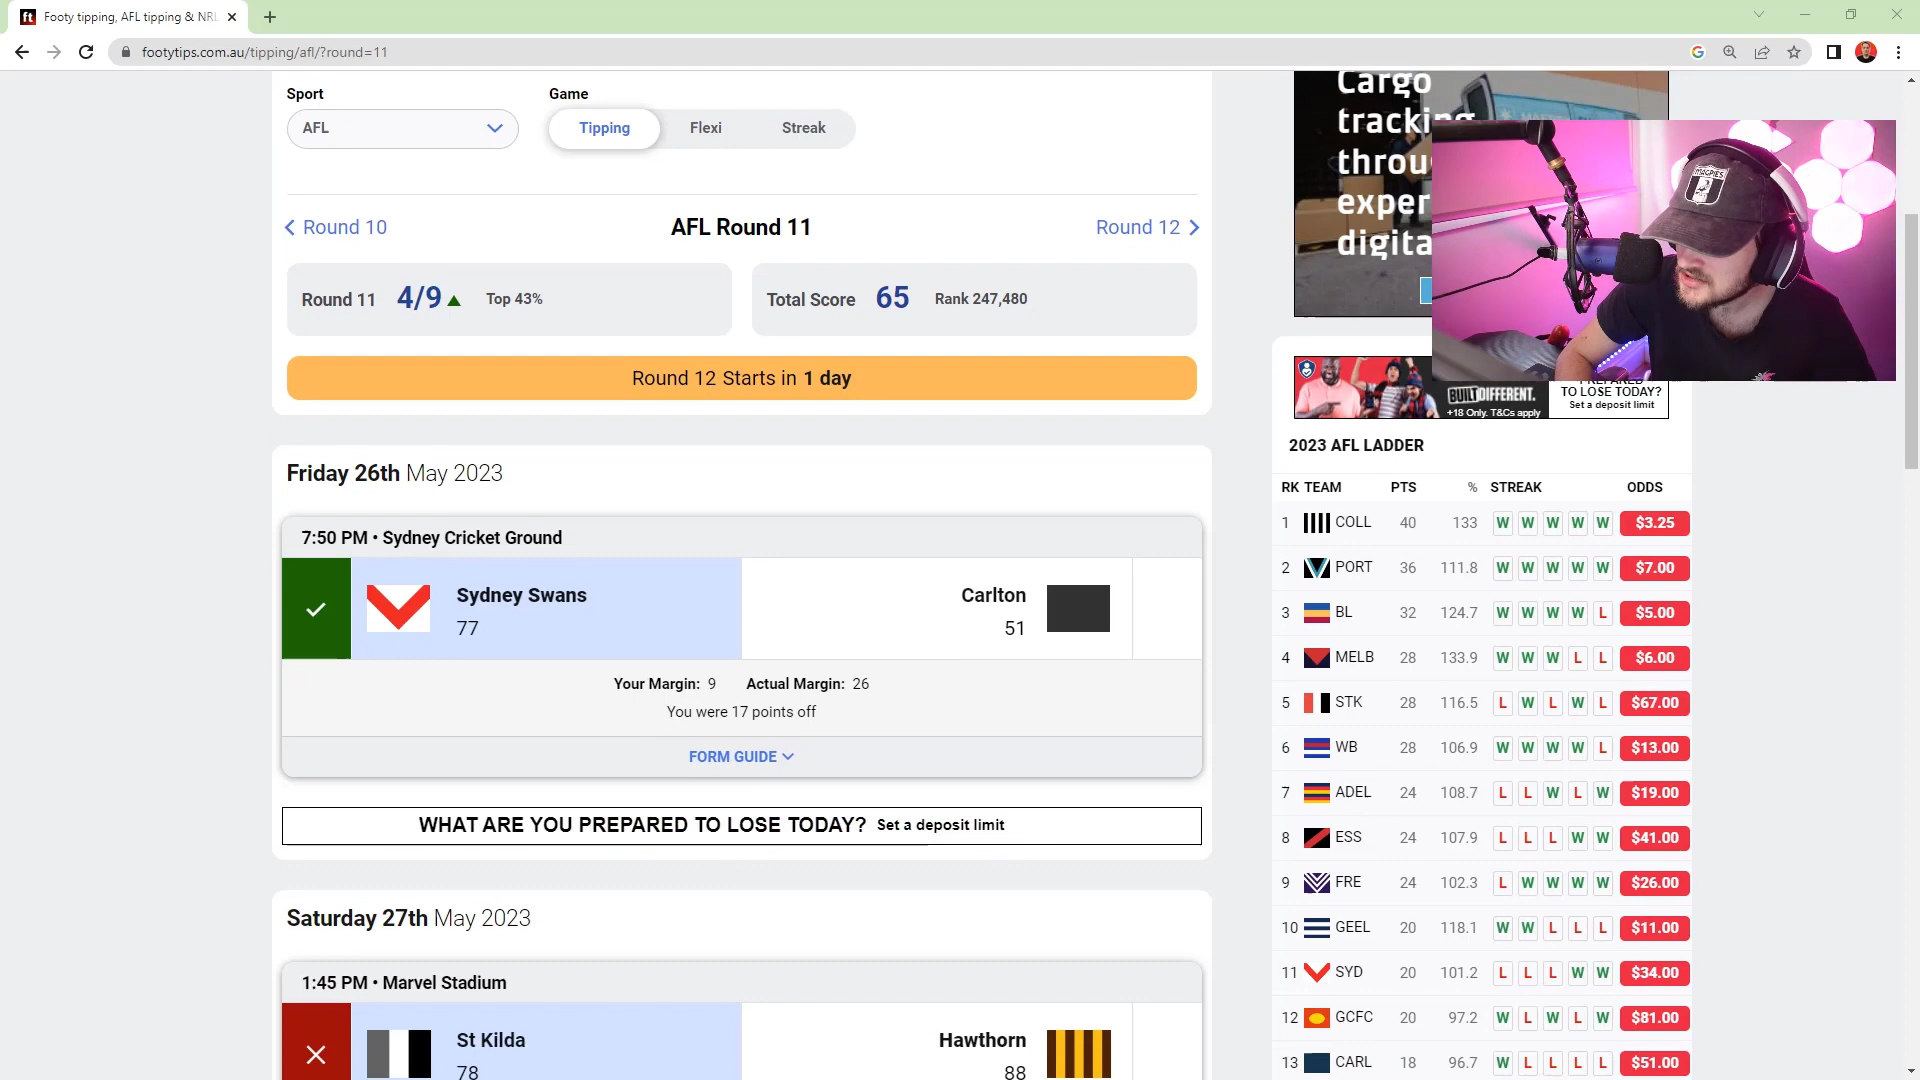 Footy tipping, AFL tipping & NRL
footytips.com.au/tipping/afl/?round=11
Sport
Game
AFL
Tipping
Flexi
Streak
Round 10
AFL Round 11
Round 12
Round 11 4/9 Top 43%
Total Score 65 Rank 247,480
Round 12 Starts in 1 day
Friday 26th May 2023
7:50 PM • Sydney Cricket Ground
Sydney Swans
77
Carlton
51
Your Margin: 9 Actual Margin: 26
You were 17 points off
FORM GUIDE
WHAT ARE YOU PREPARED TO LOSE TODAY? Set a deposit limit
Saturday 27th May 2023
1:45 PM • Marvel Stadium
St Kilda
78
Hawthorn
88
Cargo
tracking
MAGPIES
BUILT DIFFERENT.
+18 Only. T&Cs apply
PREPARED
TO LOSE TODAY?
Set a deposit limit
2023 AFL LADDER
RK TEAM PTS % STREAK ODDS
1 COLL 40 133 W W W W W $3.25
2 PORT 36 111.8 W W W W W $7.00
3 BL 32 124.7 W W W W L $5.00
4 MELB 28 133.9 W W W L L $6.00
5 STK 28 116.5 L W L W L $67.00
6 WB 28 106.9 W W W W L $13.00
7 ADEL 24 108.7 L L W L W $19.00
8 ESS 24 107.9 L L L W W $41.00
9 FRE 24 102.3 L W W W W $26.00
10 GEEL 20 118.1 W W L L L $11.00
11 SYD 20 101.2 L L L W W $34.00
12 GCFC 20 97.2 W L W L W $81.00
13 CARL 18 96.7 W L L L L $51.00